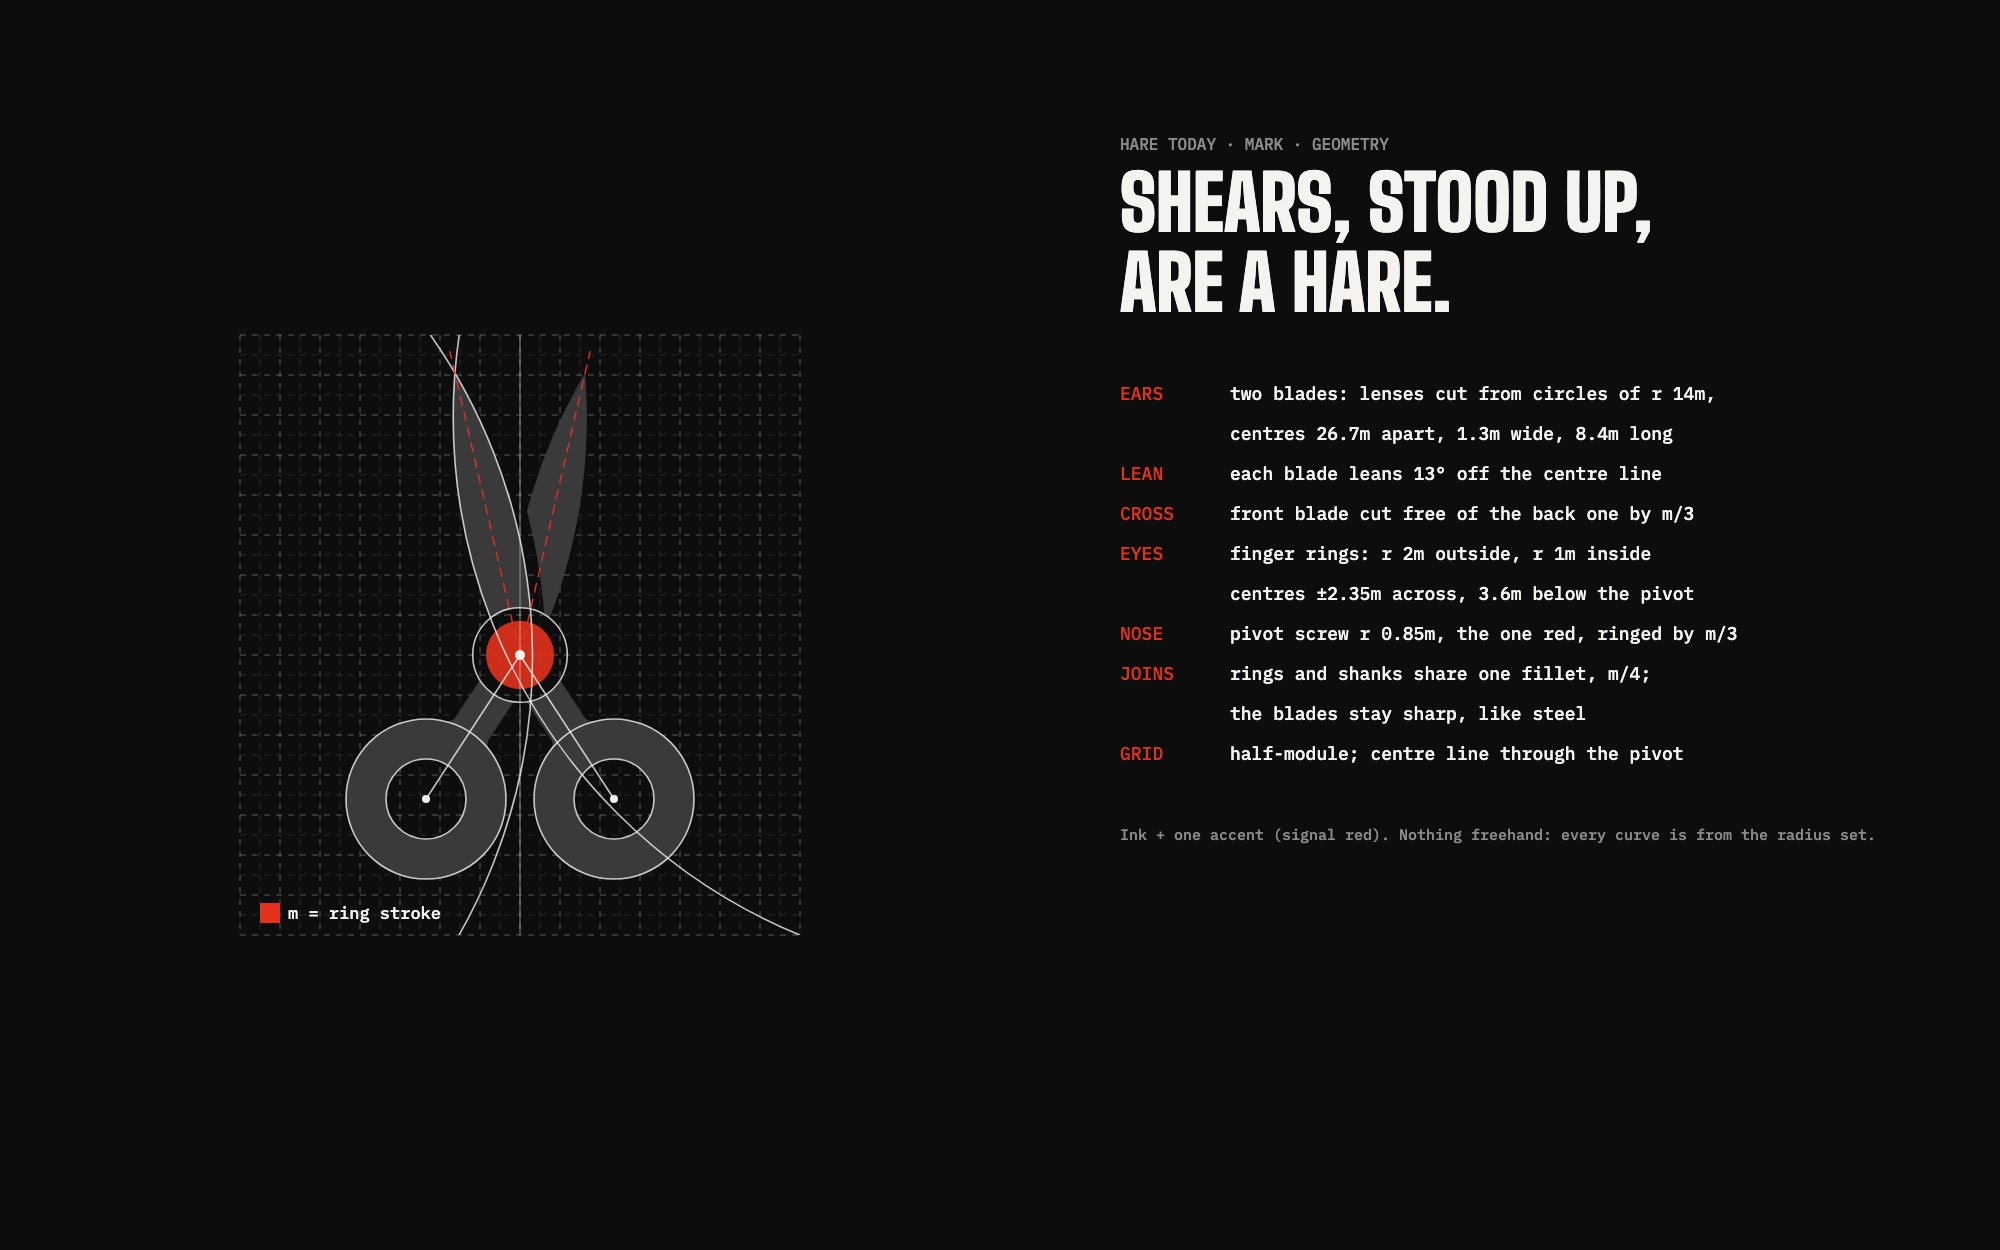 HARE TODAY · MARK · GEOMETRY
SHEARS, STOOD UP,
ARE A HARE.
EARS two blades: lenses cut from circles of r 14m,
centres 26.7m apart, 1.3m wide, 8.4m long
LEAN each blade leans 13° off the centre line
CROSS front blade cut free of the back one by m/3
EYES finger rings: r 2m outside, r 1m inside
centres ±2.35m across, 3.6m below the pivot
NOSE pivot screw r 0.85m, the one red, ringed by m/3
JOINS rings and shanks share one fillet, m/4;
the blades stay sharp, like steel
GRID half-module; centre line through the pivot
Ink + one accent (signal red). Nothing freehand: every curve is from the radius set.
m = ring stroke